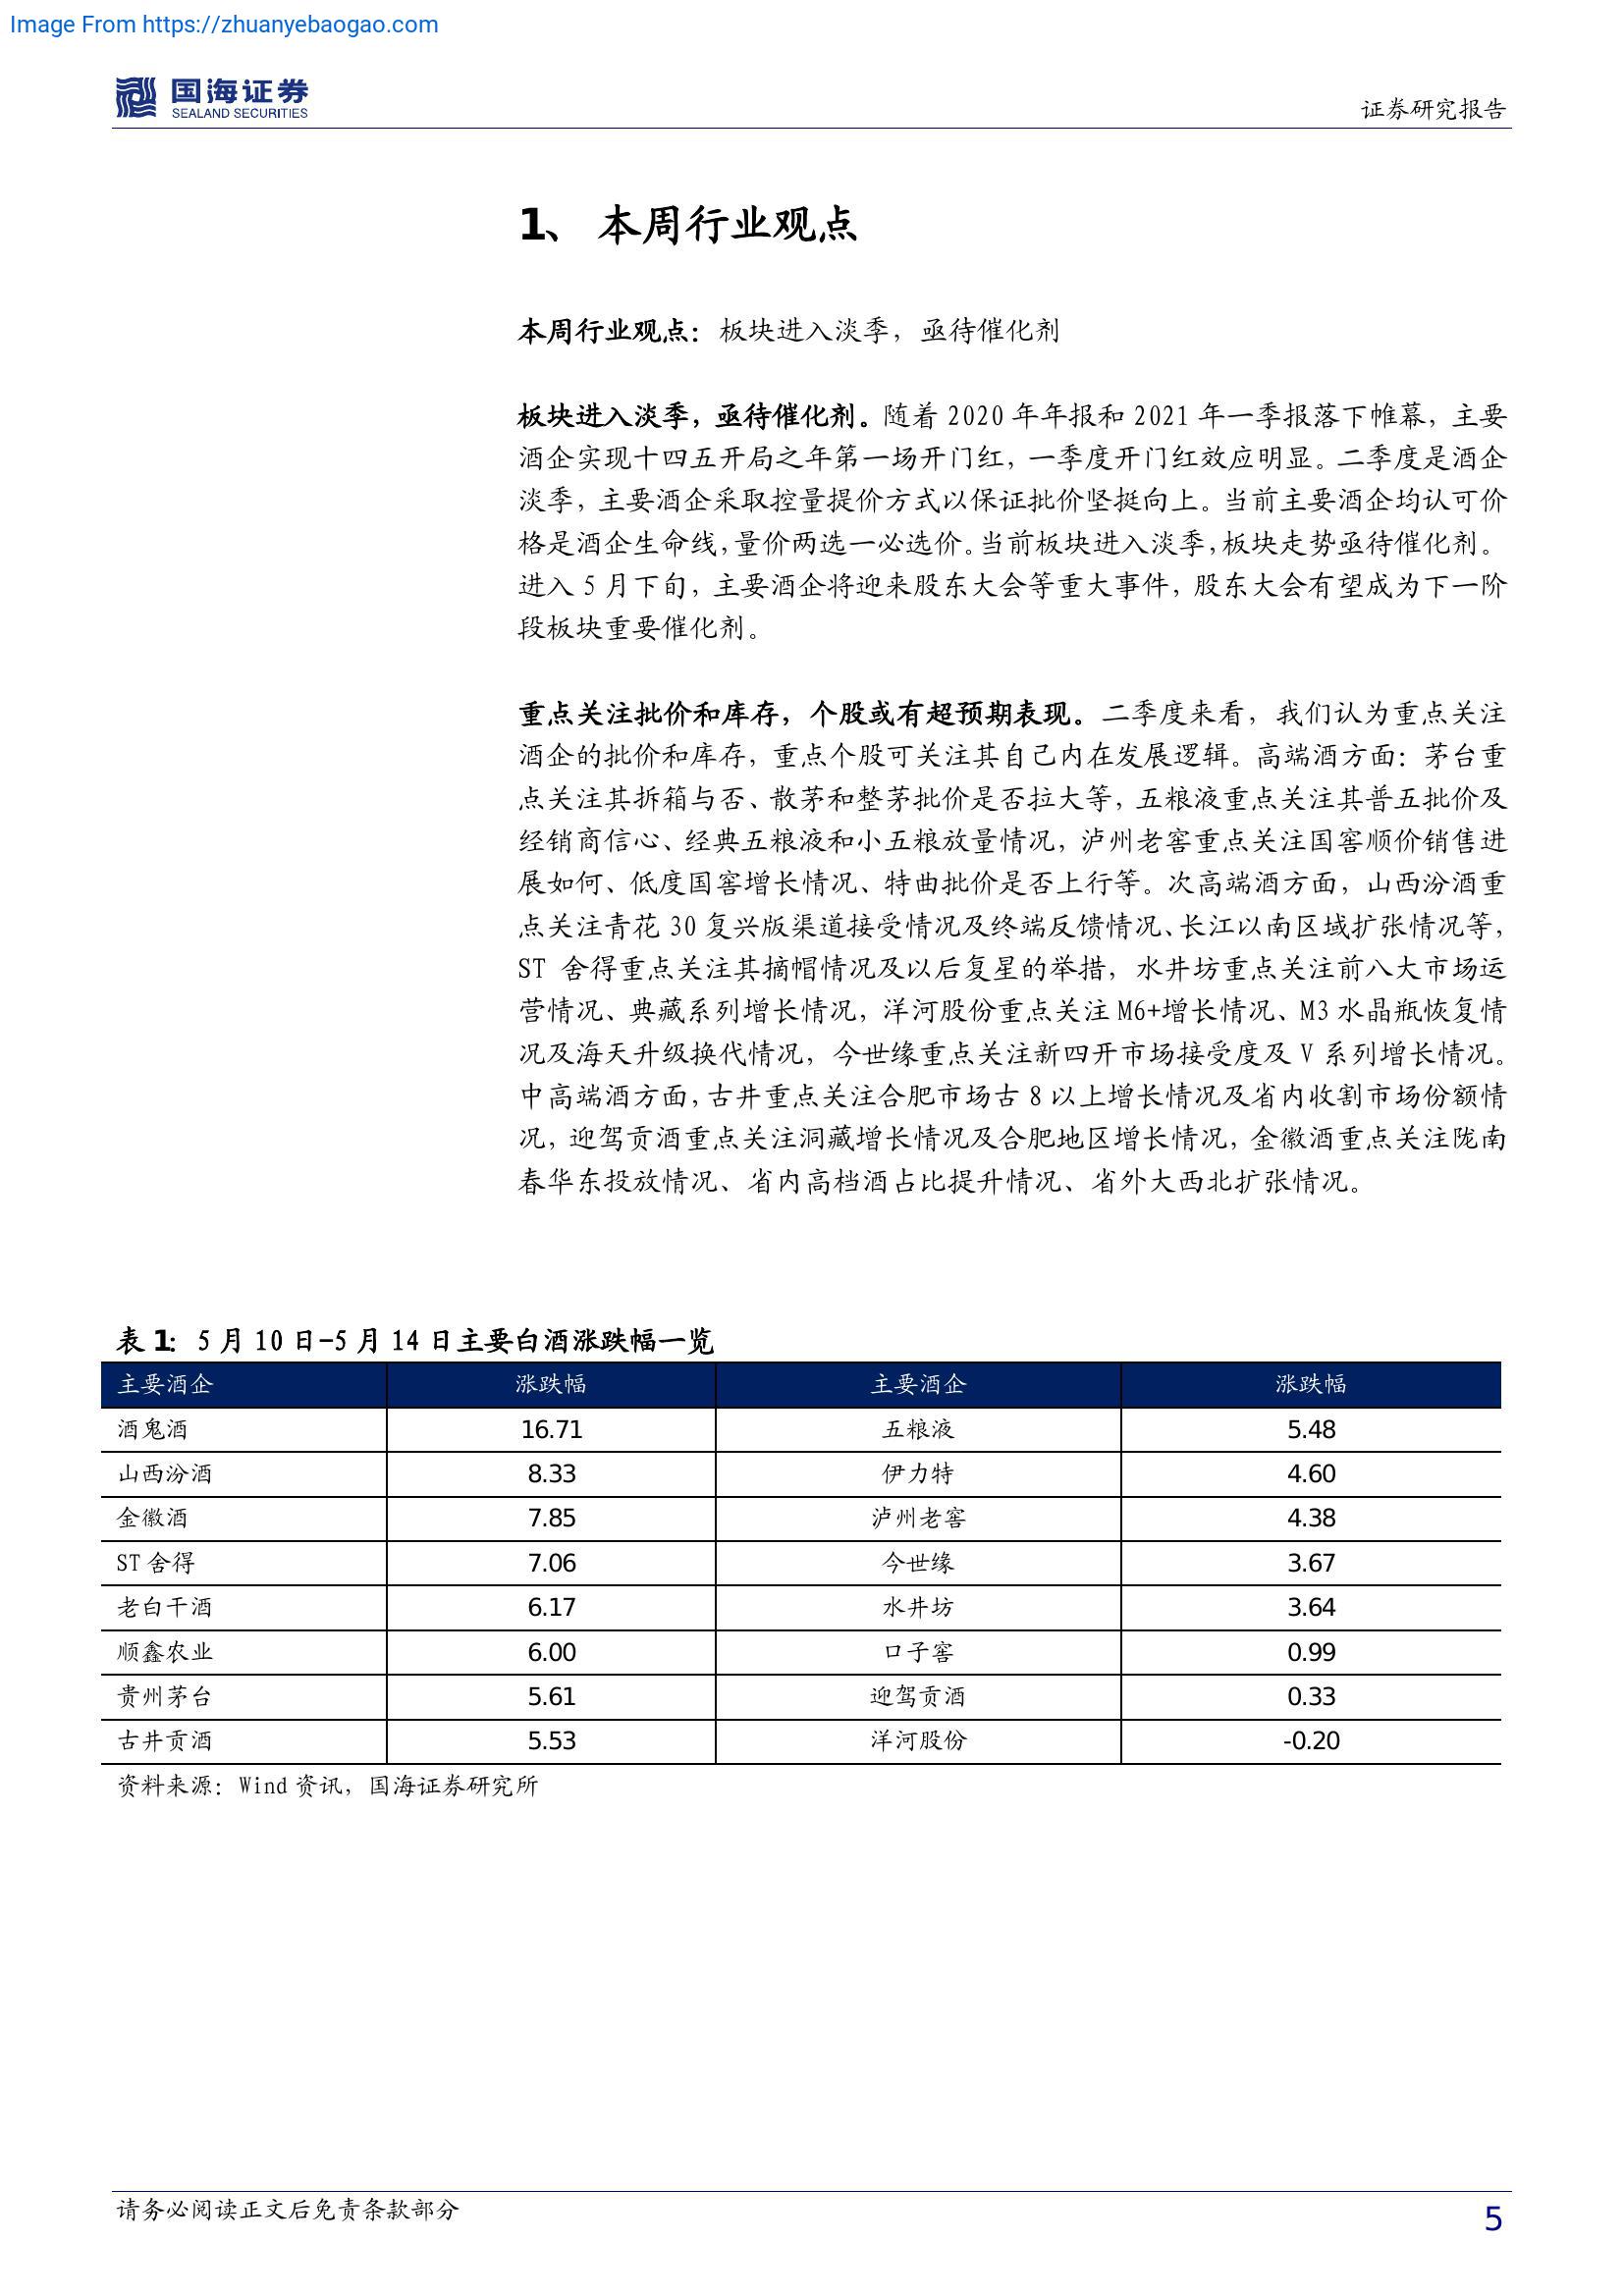 Image From https://zhuanyebaogao.com
国海证券
SEALAND SECURITIES
证券研究报告
1、 本周行业观点
本周行业观点：板块进入淡季，亟待催化剂
板块进入淡季，亟待催化剂。随着 2020 年年报和 2021 年一季报落下帷幕，主要
酒企实现十四五开局之年第一场开门红，一季度开门红效应明显。二季度是酒企
淡季，主要酒企采取控量提价方式以保证批价坚挺向上。当前主要酒企均认可价
格是酒企生命线，量价两选一必选价。当前板块进入淡季，板块走势亟待催化剂。
进入 5 月下旬，主要酒企将迎来股东大会等重大事件，股东大会有望成为下一阶
段板块重要催化剂。
重点关注批价和库存，个股或有超预期表现。二季度来看，我们认为重点关注
酒企的批价和库存，重点个股可关注其自己内在发展逻辑。高端酒方面：茅台重
点关注其拆箱与否、散茅和整茅批价是否拉大等，五粮液重点关注其普五批价及
经销商信心、经典五粮液和小五粮放量情况，泸州老窖重点关注国窖顺价销售进
展如何、低度国窖增长情况、特曲批价是否上行等。次高端酒方面，山西汾酒重
点关注青花 30 复兴版渠道接受情况及终端反馈情况、长江以南区域扩张情况等，
ST 舍得重点关注其摘帽情况及以后复星的举措，水井坊重点关注前八大市场运
营情况、典藏系列增长情况，洋河股份重点关注 M6+增长情况、M3 水晶瓶恢复情
况及海天升级换代情况，今世缘重点关注新四开市场接受度及 V 系列增长情况。
中高端酒方面，古井重点关注合肥市场古 8 以上增长情况及省内收割市场份额情
况，迎驾贡酒重点关注洞藏增长情况及合肥地区增长情况，金徽酒重点关注陇南
春华东投放情况、省内高档酒占比提升情况、省外大西北扩张情况。
表 1：5 月 10 日-5 月 14 日主要白酒涨跌幅一览
主要酒企 涨跌幅 主要酒企 涨跌幅
酒鬼酒 16.71 五粮液 5.48
山西汾酒 8.33 伊力特 4.60
金徽酒 7.85 泸州老窖 4.38
ST 舍得 7.06 今世缘 3.67
老白干酒 6.17 水井坊 3.64
顺鑫农业 6.00 口子窖 0.99
贵州茅台 5.61 迎驾贡酒 0.33
古井贡酒 5.53 洋河股份 -0.20
资料来源：Wind 资讯，国海证券研究所
请务必阅读正文后免责条款部分
5